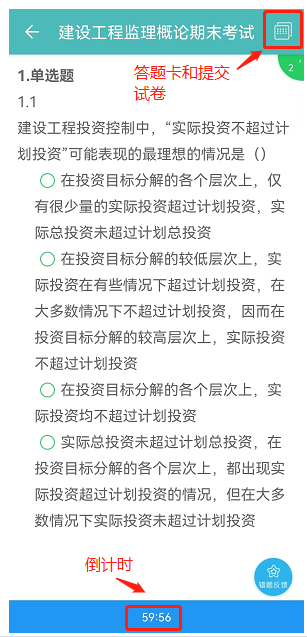 建设工程监理概论期末考试
1.单选题
答题卡和提交
试卷
2
1.1
建设工程投资控制中，“实际投资不超过计
划投资”可能表现的最理想的情况是（）
在投资目标分解的各个层次上，仅
有很少量的实际投资超过计划投资，实
际总投资未超过计划总投资
在投资目标分解的较低层次上，实
际投资在有些情况下超过计划投资，在
大多数情况下不超过计划投资，因而在
投资目标分解的较高层次上，实际投资
不超过计划投资
在投资目标分解的各个层次上，实
际投资均不超过计划投资
实际总投资未超过计划总投资，在
投资目标分解的各个层次上，都出现实
际投资超过计划投资的情况，但在大多
数情况下实际投资未超过计划投资
错题反馈
倒计时
59:56